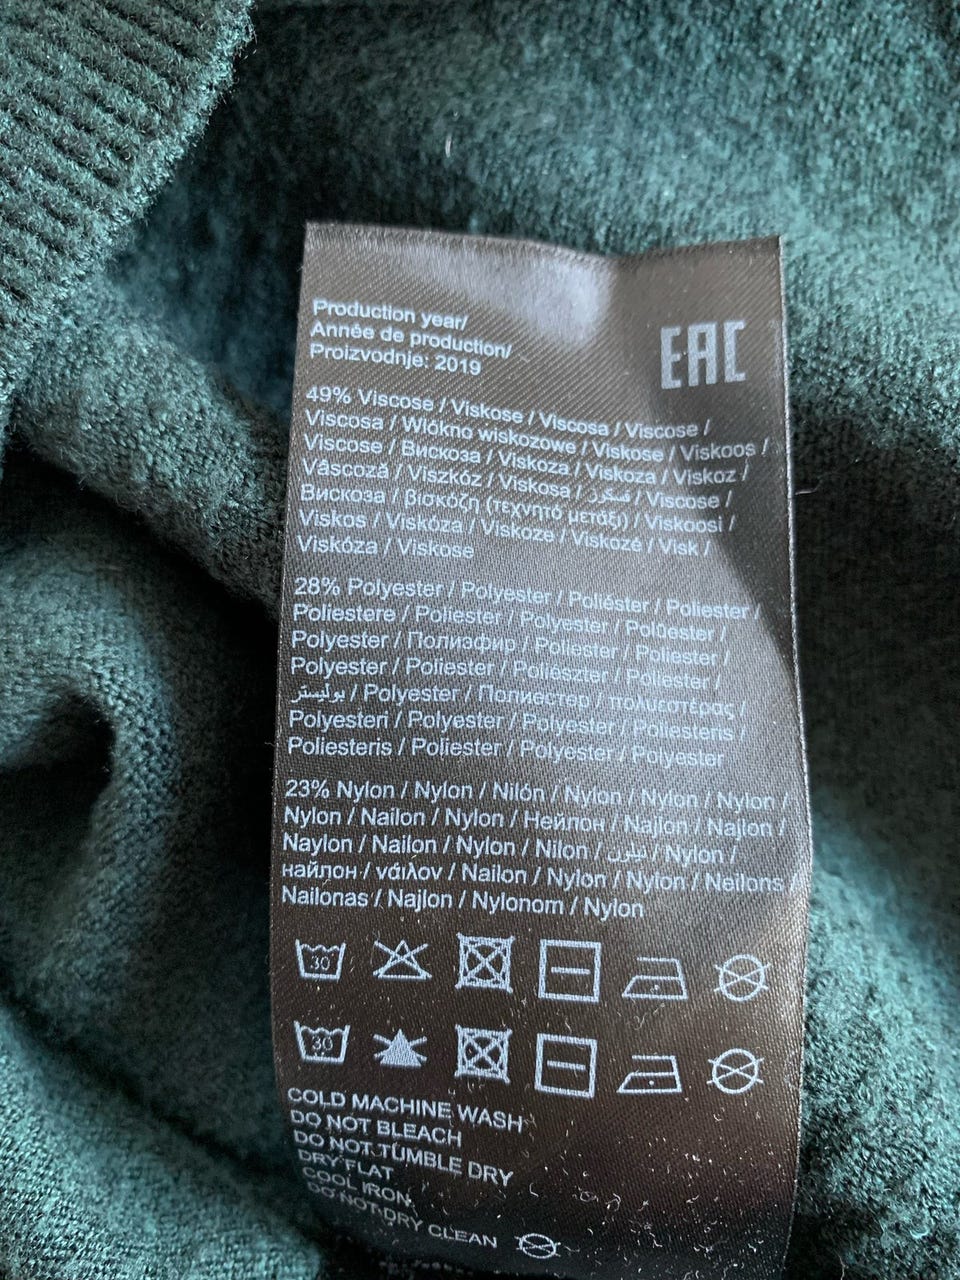 Production year/
Année de production/
Proizvodnje: 2019
EAC
49% Viscose / Viskose / Viscosa / Viscose /
Viscosa / Włókno wiskozowe / Viskose / Viskoos /
Viscose / Вискоза / Viskoza / Viskoza / Viskoz /
Vâscoză / Viszkóz / Viskosa / فسكوز / Viscose /
Вискоза / βισκόζη (τεχνητό μετάξι) / Viskoosi /
Viskos / Viskóza / Viskoze / Viskozė / Visk /
Viskóza / Viskose
28% Polyester / Polyester / Poliéster / Poliester /
Poliestere / Poliester / Polyester / Polüester /
Polyester / Полиэфир / Poliester / Poliester /
Polyester / Poliester / Poliészter / Poliester /
بوليستر / Polyester / Полиестер / πολυεστέρας /
Polyesteri / Polyester / Polyester / Poliesteris /
Poliesteris / Poliester / Polyester / Polyester
23% Nylon / Nylon / Nilón / Nylon / Nylon / Nylon /
Nylon / Nailon / Nylon / Нейлон / Najlon / Najlon /
Naylon / Nailon / Nylon / Nilon / نيلون / Nylon /
найлон / νάιλον / Nailon / Nylon / Nylon / Neilons /
Nailonas / Najlon / Nylonom / Nylon
30
30
COLD MACHINE WASH
DO NOT BLEACH
DO NOT TUMBLE DRY
DRY FLAT
COOL IRON
DO NOT DRY CLEAN